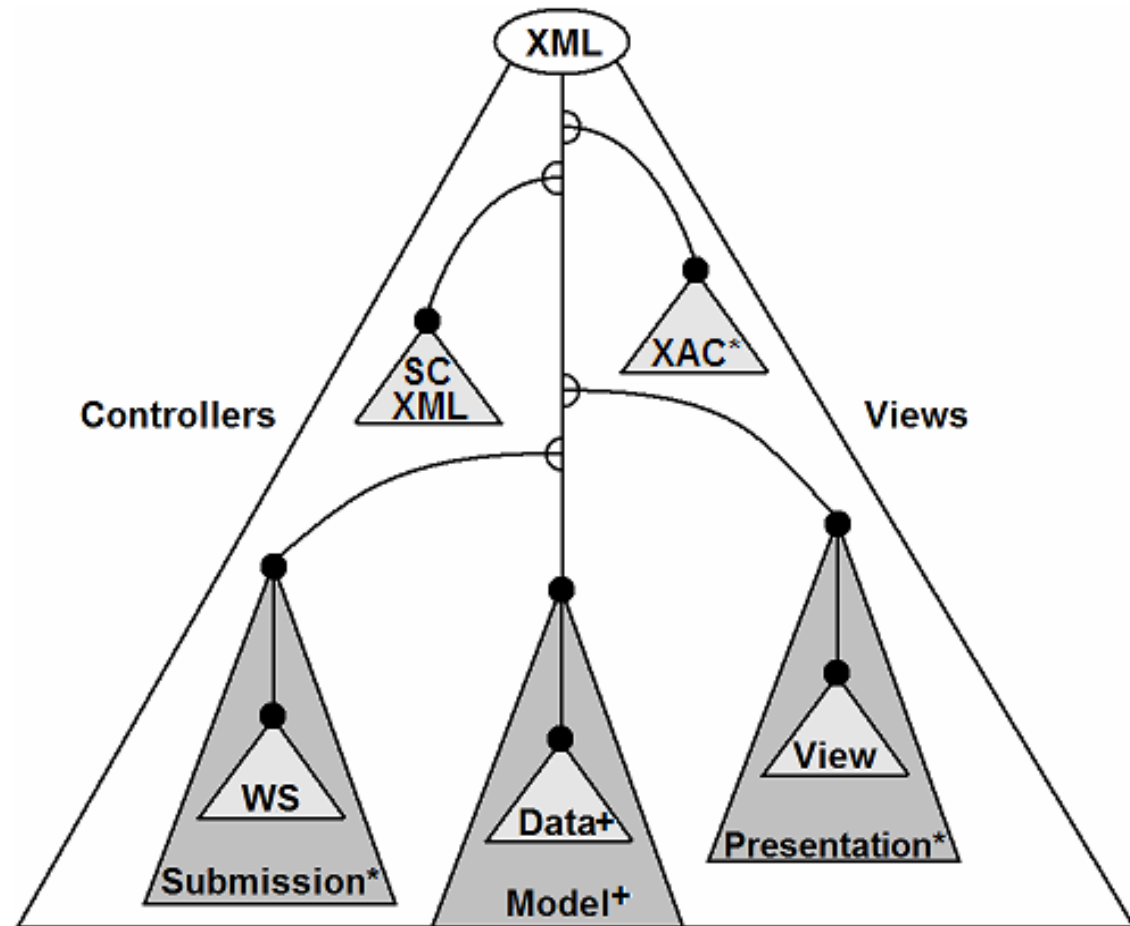 XML
XAC*
SC
XML
Controllers
Views
View
WS
Data+
Presentation*
Submission*
Model+